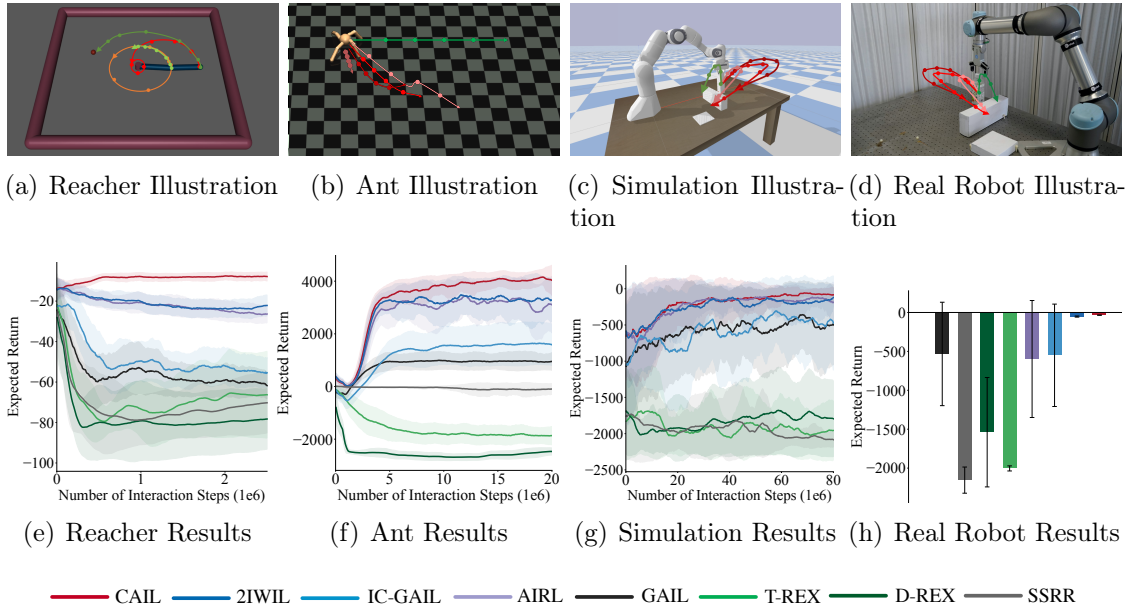 (a) Reacher Illustration
(b) Ant Illustration
(c) Simulation Illustra-
tion
(d) Real Robot Illustra-
tion
Expected Return
−20
−40
−60
−80
−100
0
1
2
Number of Interaction Steps (1e6)
(e) Reacher Results
Expected Return
4000
2000
0
−2000
0
5
10
15
20
Number of Interaction Steps (1e6)
(f) Ant Results
Expected Return
0
−500
−1000
−1500
−2000
−2500
0
20
40
60
80
Number of Interaction Steps (1e6)
(g) Simulation Results
Expected Return
0
−500
−1000
−1500
−2000
(h) Real Robot Results
CAIL 2IWIL IC-GAIL AIRL GAIL T-REX D-REX SSRR